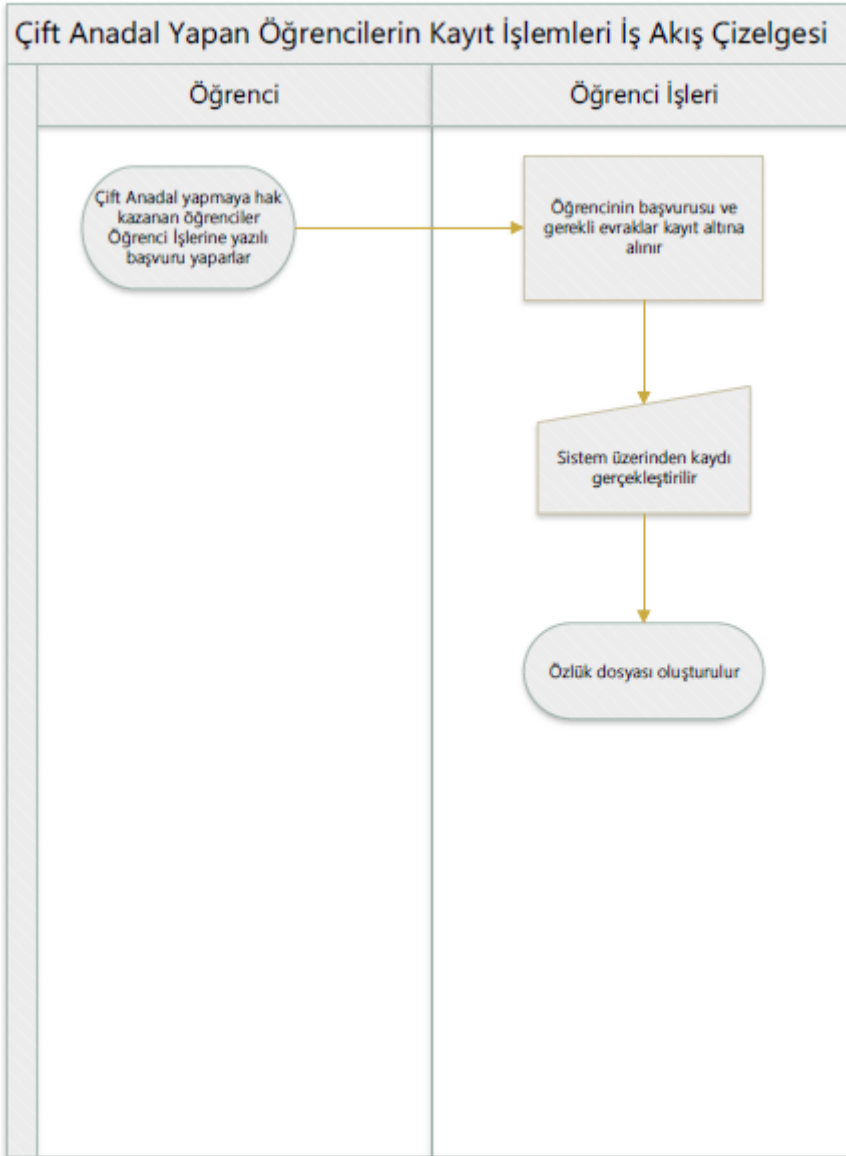 Çift Anadal Yapan Öğrencilerin Kayıt İşlemleri İş Akış Çizelgesi
Öğrenci
Öğrenci İşleri
Çift Anadal yapmaya hak
kazanan öğrenciler
Öğrenci İşlerine yazılı
başvuru yaparlar
Öğrencinin başvurusu ve
gerekli evraklar kayıt altına
alınır
Sistem üzerinden kaydı
gerçekleştirilir
Özlük dosyası oluşturulur